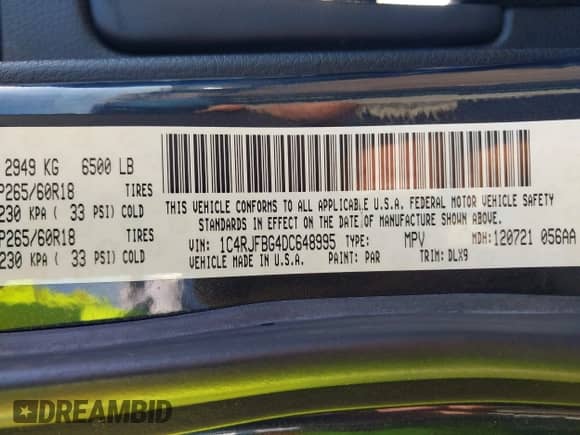 2949 KG 6500 LB
P265/60R18 TIRES
230 KPA ( 33 PSI) COLD
P265/60R18 TIRES
230 KPA ( 33 PSI) COLD
THIS VEHICLE CONFORMS TO ALL APPLICABLE U.S.A. FEDERAL MOTOR VEHICLE SAFETY
STANDARDS IN EFFECT ON THE DATE OF MANUFACTURE SHOWN ABOVE.
VIN: 1C4RJFBG4DC648995 TYPE: MPV MDH: 120721 056AA
VEHICLE MADE IN U.S.A. PAINT: PAR TRIM: DLX9
DREAMBID